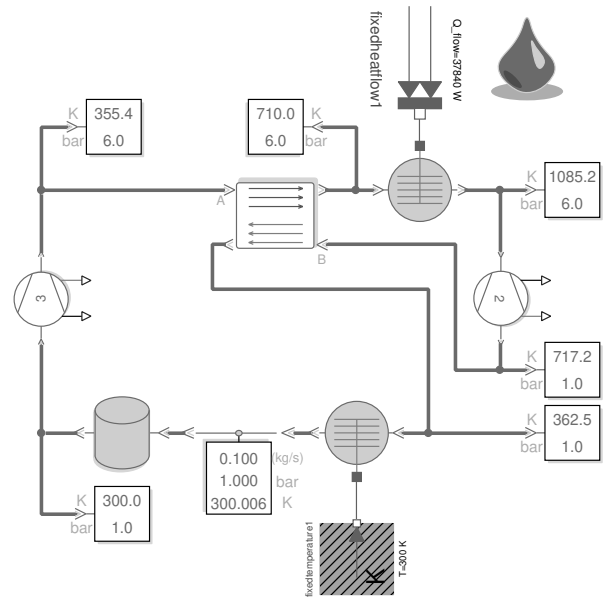 fixedheatflow1
Q_flow=37840 W
K
355.4
bar
6.0
710.0
K
6.0
bar
K
1085.2
bar
6.0
A
B
3
2
K
717.2
bar
1.0
K
362.5
bar
1.0
0.100
(kg/s)
1.000
bar
300.006
K
K
300.0
bar
1.0
fixedtemperature1
K
T=300 K